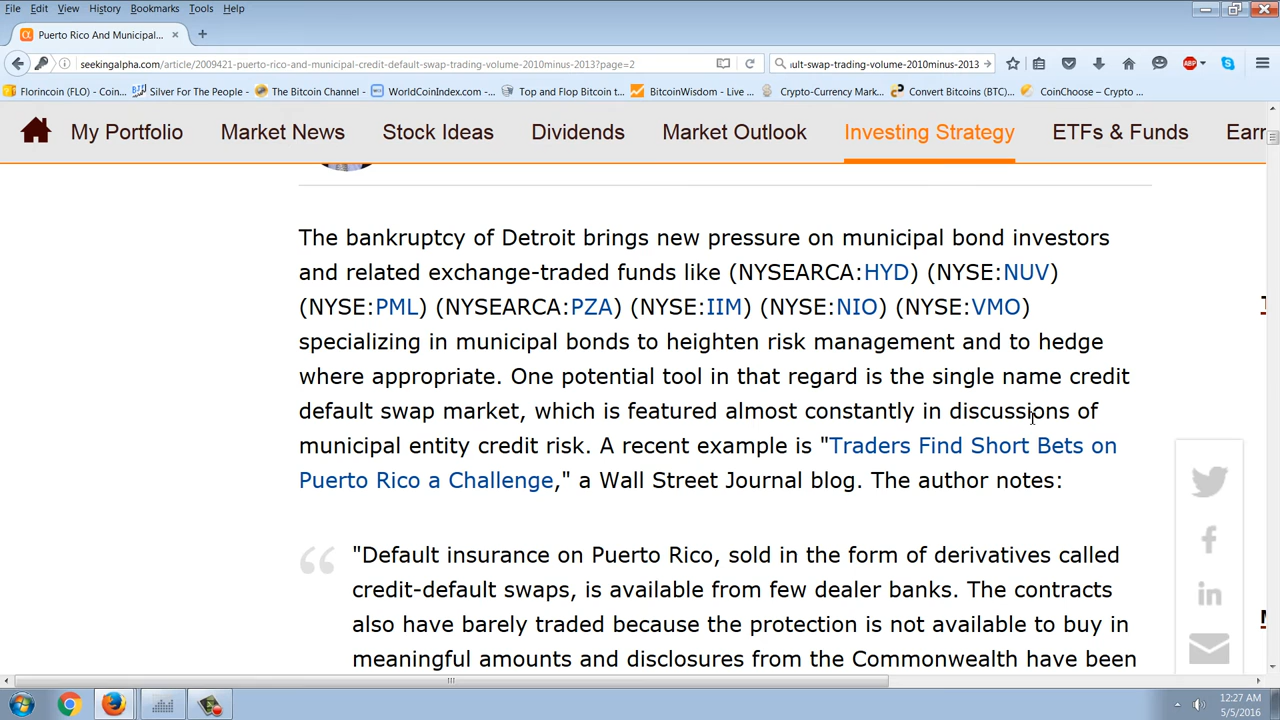 File Edit View History Bookmarks Tools Help
Puerto Rico And Municipal...
seekingalpha.com/article/2009421-puerto-rico-and-municipal-credit-default-swap-trading-volume-2010minus-2013?page=2
ult-swap-trading-volume-2010minus-2013
Florincoin (FLO) - Coin... Silver For The People - ... The Bitcoin Channel - ... WorldCoinIndex.com -... Top and Flop Bitcoin t... BitcoinWisdom - Live ... Crypto-Currency Mark... Convert Bitcoins (BTC)... CoinChoose – Crypto ...
My Portfolio Market News Stock Ideas Dividends Market Outlook Investing Strategy ETFs & Funds Earr
The bankruptcy of Detroit brings new pressure on municipal bond investors
and related exchange-traded funds like (NYSEARCA:HYD) (NYSE:NUV)
(NYSE:PML) (NYSEARCA:PZA) (NYSE:IIM) (NYSE:NIO) (NYSE:VMO)
specializing in municipal bonds to heighten risk management and to hedge
where appropriate. One potential tool in that regard is the single name credit
default swap market, which is featured almost constantly in discussions of
municipal entity credit risk. A recent example is "Traders Find Short Bets on
Puerto Rico a Challenge," a Wall Street Journal blog. The author notes:
"Default insurance on Puerto Rico, sold in the form of derivatives called
credit-default swaps, is available from few dealer banks. The contracts
also have barely traded because the protection is not available to buy in
meaningful amounts and disclosures from the Commonwealth have been
12:27 AM
5/5/2016